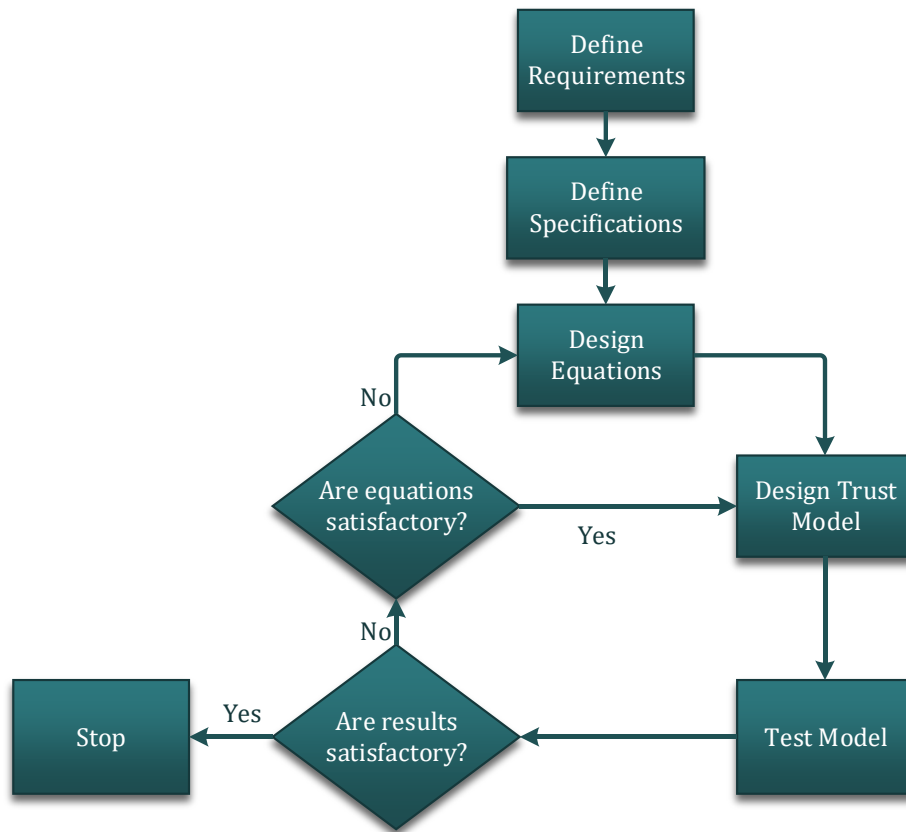 Define
Requirements
Define
Specifications
Design
Equations
No
Are equations
satisfactory?
Yes
Design Trust
Model
No
Stop
Yes
Are results
satisfactory?
Test Model